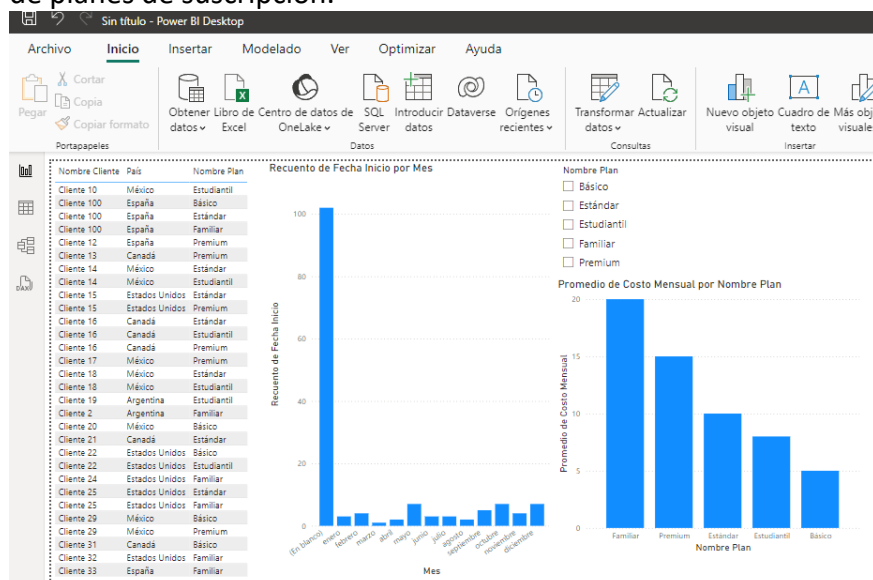 de planes de suscripción.
Sin título - Power BI Desktop
Archivo Inicio Insertar Modelado Ver Optimizar Ayuda
Pegar
Cortar
Copia
Copiar formato
Portapapeles
Obtener datos
Libro de Excel
Centro de datos de OneLake
SQL Server
Introducir datos
Dataverse
Orígenes recientes
Datos
Transformar datos
Actualizar
Consultas
Nuevo objeto visual
Cuadro de texto
A
Más obj
visuale
Insertar
DAX
Nombre Cliente País Nombre Plan
Cliente 10 México Estudiantil
Cliente 100 España Básico
Cliente 100 España Estándar
Cliente 100 España Familiar
Cliente 12 España Premium
Cliente 13 Canadá Premium
Cliente 14 México Estándar
Cliente 14 México Estudiantil
Cliente 15 Estados Unidos Estándar
Cliente 15 Estados Unidos Premium
Cliente 16 Canadá Estándar
Cliente 16 Canadá Estudiantil
Cliente 16 Canadá Premium
Cliente 17 México Premium
Cliente 18 México Estándar
Cliente 18 México Estudiantil
Cliente 19 Argentina Estudiantil
Cliente 2 Argentina Familiar
Cliente 20 México Básico
Cliente 21 Canadá Estándar
Cliente 22 Estados Unidos Básico
Cliente 22 Estados Unidos Estudiantil
Cliente 24 Estados Unidos Familiar
Cliente 25 Estados Unidos Estándar
Cliente 25 Estados Unidos Familiar
Cliente 29 México Básico
Cliente 29 México Premium
Cliente 31 Canadá Básico
Cliente 32 Estados Unidos Familiar
Cliente 33 España Familiar
Recuento de Fecha Inicio por Mes
Recuento de Fecha Inicio
100
80
60
40
20
0
(En blanco) enero febrero marzo abril mayo junio julio agosto septiembre octubre noviembre diciembre
Mes
Nombre Plan
Básico
Estándar
Estudiantil
Familiar
Premium
Promedio de Costo Mensual por Nombre Plan
Promedio de Costo Mensual
20
15
10
5
0
Familiar Premium Estándar Estudiantil Básico
Nombre Plan